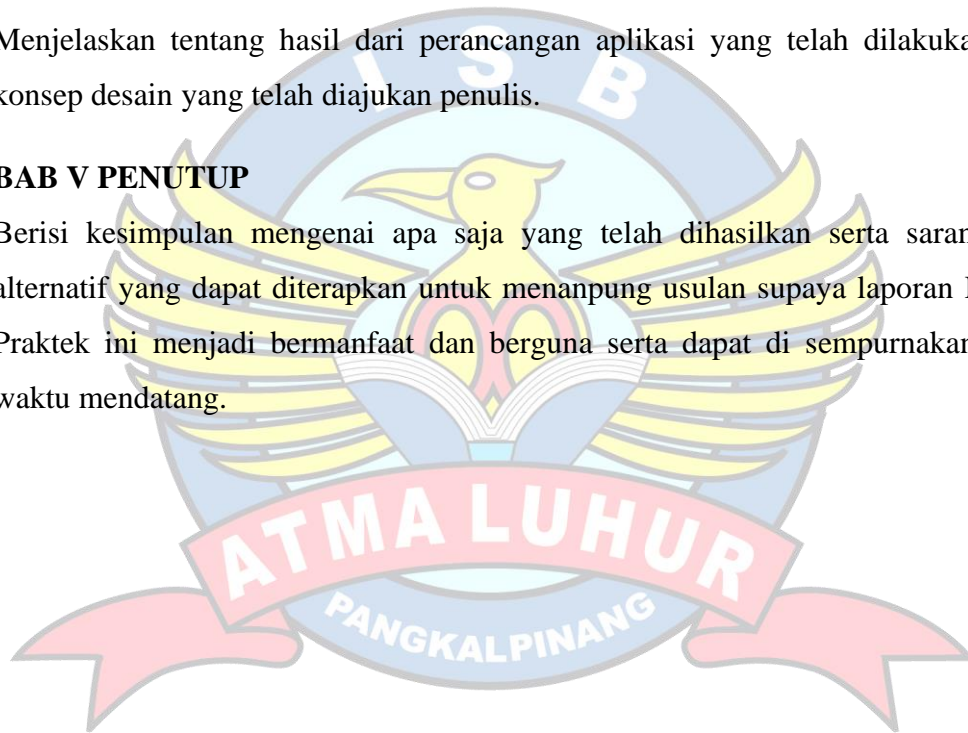 Menjelaskan tentang hasil dari perancangan aplikasi yang telah
konsep desain yang telah diajukan penulis.
BAB V PENUTUP
Berisi kesimpulan mengenai apa saja yang telah dihasilkan serta saran
alternatif yang dapat diterapkan untuk menanpung usulan supaya laporan
Praktek ini menjadi bermanfaat dan berguna serta dapat di sempurnakan
waktu mendatang.
I S B
ATMA LUHUR
PANGKALPINANG